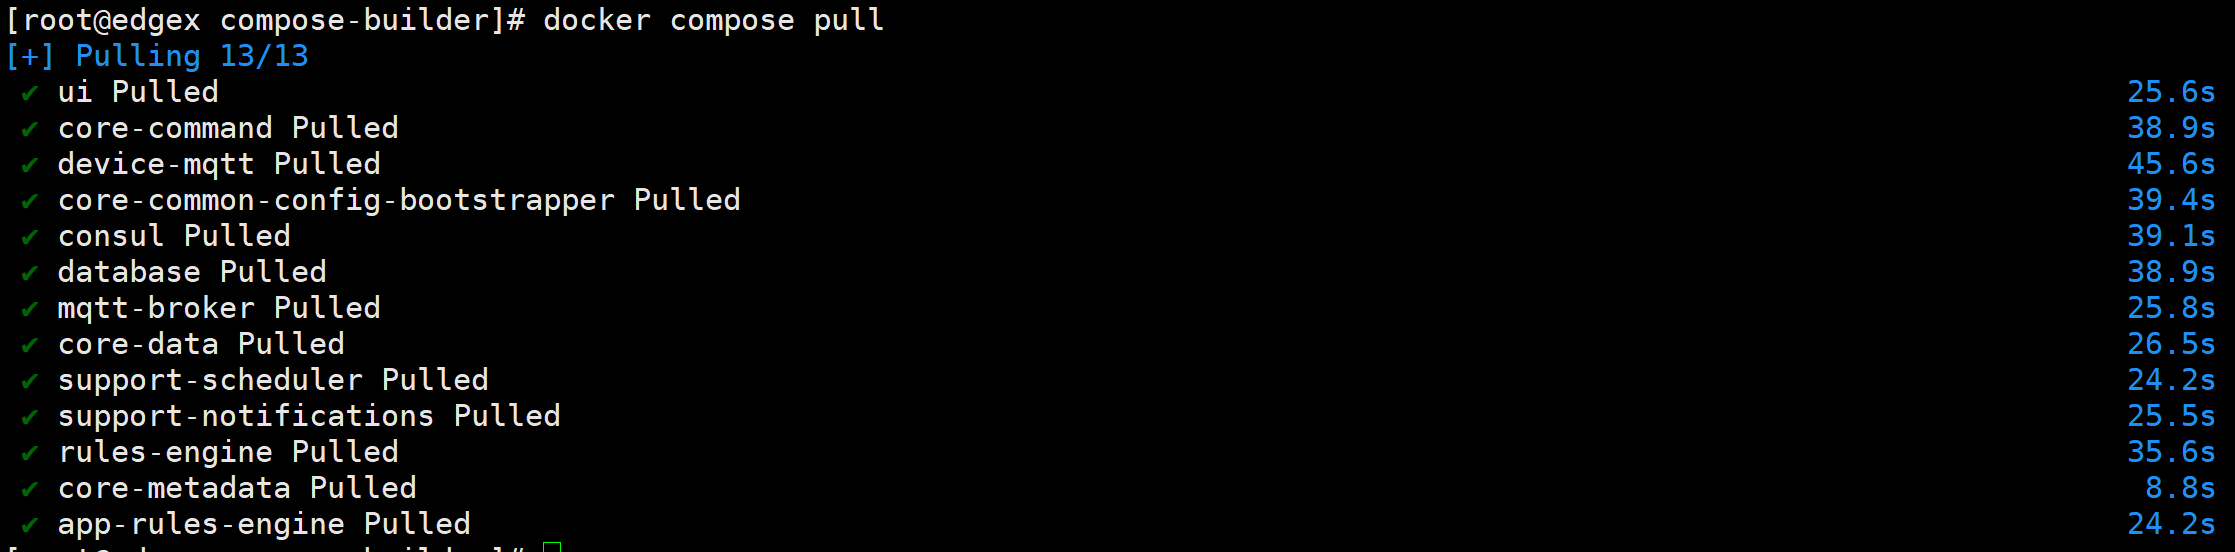 [root@edgex compose-builder]# docker compose pull
[+] Pulling 13/13
✔ ui Pulled 25.6s
✔ core-command Pulled 38.9s
✔ device-mqtt Pulled 45.6s
✔ core-common-config-bootstrapper Pulled 39.4s
✔ consul Pulled 39.1s
✔ database Pulled 38.9s
✔ mqtt-broker Pulled 25.8s
✔ core-data Pulled 26.5s
✔ support-scheduler Pulled 24.2s
✔ support-notifications Pulled 25.5s
✔ rules-engine Pulled 35.6s
✔ core-metadata Pulled 8.8s
✔ app-rules-engine Pulled 24.2s